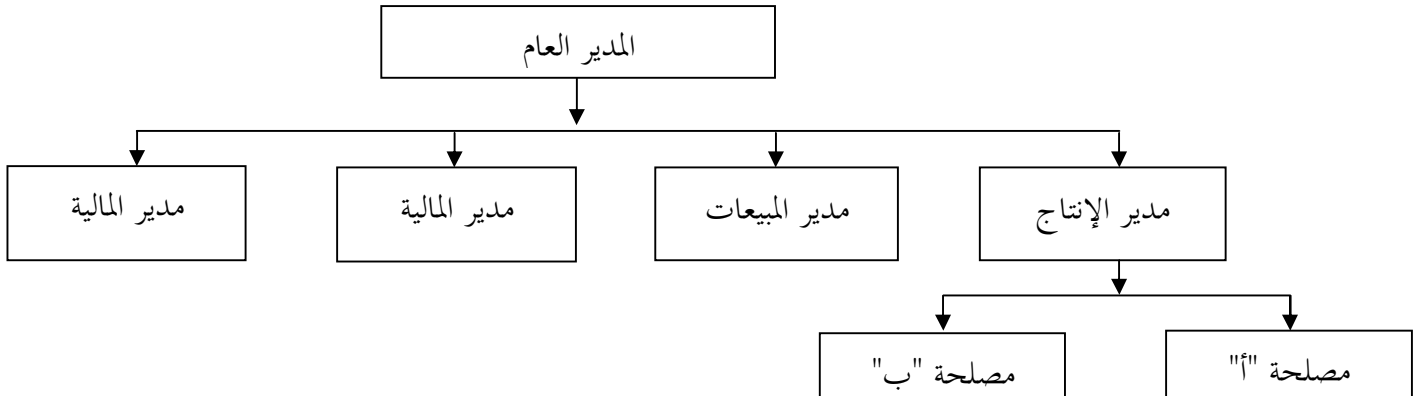 المدير العام
مدير الإنتاج
مدير المبيعات
مدير المالية
مدير المالية
مصلحة "أ"
مصلحة "ب"